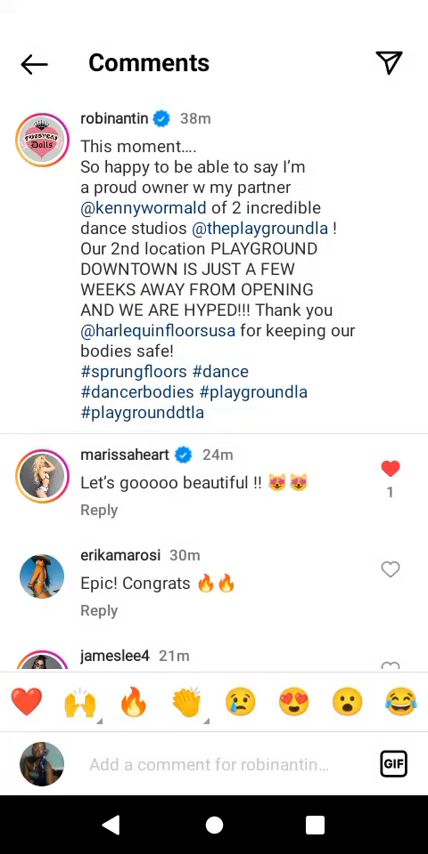 Comments
robinantin 38m
This moment....
So happy to be able to say I'm
a proud owner w my partner
@kennywormald of 2 incredible
dance studios @theplaygroundla !
Our 2nd location PLAYGROUND
DOWNTOWN IS JUST A FEW
WEEKS AWAY FROM OPENING
AND WE ARE HYPED!!! Thank you
@harlequinfloorsusa for keeping our
bodies safe!
#sprungfloors #dance
#dancerbodies #playgroundla
#playgrounddtla
marissaheart 24m
Let's gooooo beautiful !! 😻😻
1
Reply
erikamarosi 30m
Epic! Congrats 🔥🔥
Reply
jameslee4 21m
❤️ 🙌 🔥 👏 😢 😍 😮 😂
Add a comment for robinantin...
GIF